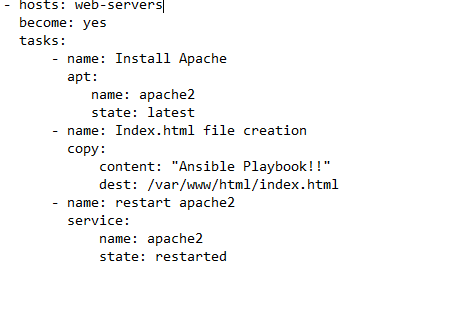 - hosts: web-servers
  become: yes
  tasks:
      - name: Install Apache
        apt:
           name: apache2
           state: latest
      - name: Index.html file creation
        copy:
            content: "Ansible Playbook!!"
            dest: /var/www/html/index.html
      - name: restart apache2
        service:
            name: apache2
            state: restarted